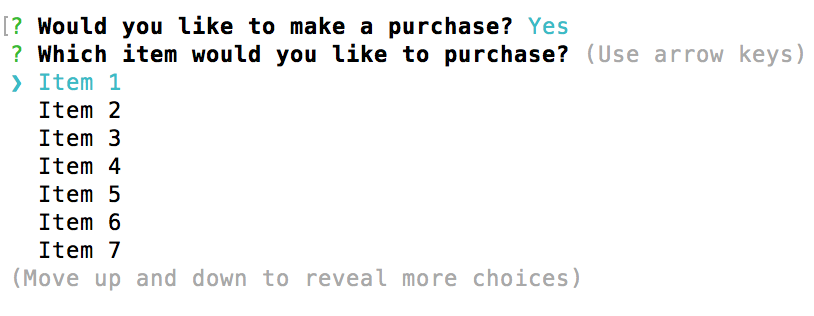 [? Would you like to make a purchase? Yes
? Which item would you like to purchase? (Use arrow keys)
❯ Item 1
Item 2
Item 3
Item 4
Item 5
Item 6
Item 7
(Move up and down to reveal more choices)